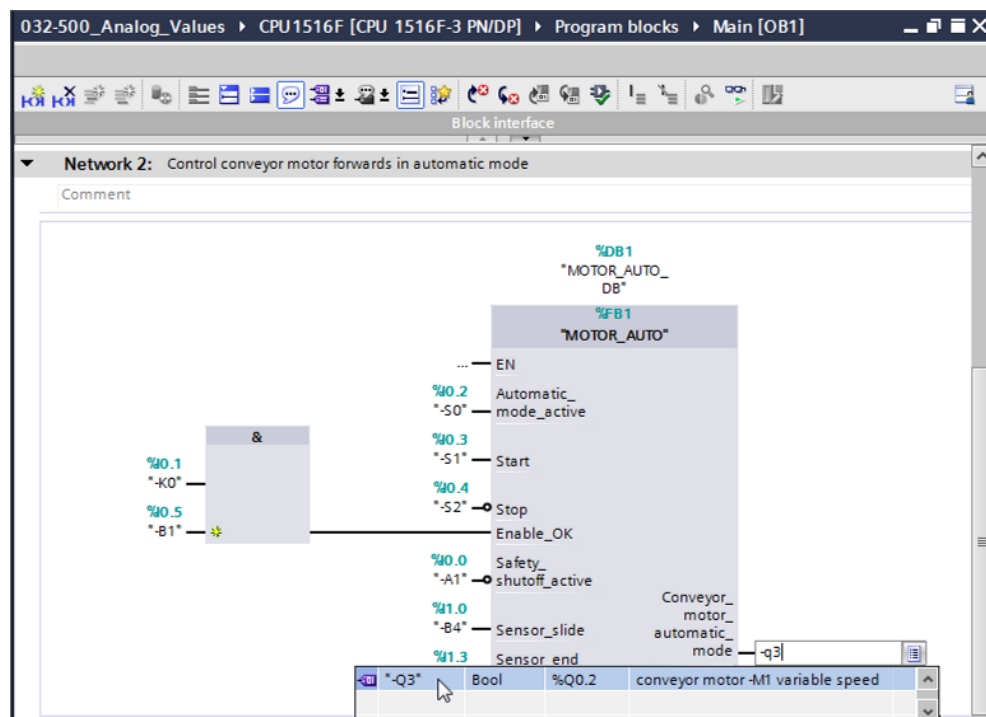 032-500_Analog_Values ▸ CPU1516F [CPU 1516F-3 PN/DP] ▸ Program blocks ▸ Main [OB1]
Block interface
Network 2: Control conveyor motor forwards in automatic mode
Comment
%DB1
"MOTOR_AUTO_
DB"
%FB1
"MOTOR_AUTO"
... EN
%I0.2
"-S0"
Automatic_
mode_active
%I0.3
"-S1"
Start
&
%I0.1
"-K0"
%I0.4
"-S2"
Stop
%I0.5
"-B1"
Enable_OK
%I0.0
"-A1"
Safety_
shutoff_active
%I1.0
"-B4"
Sensor_slide
Conveyor_
motor_
automatic_
mode
-q3
%I1.3
Sensor_end
"-Q3" Bool %Q0.2 conveyor motor -M1 variable speed